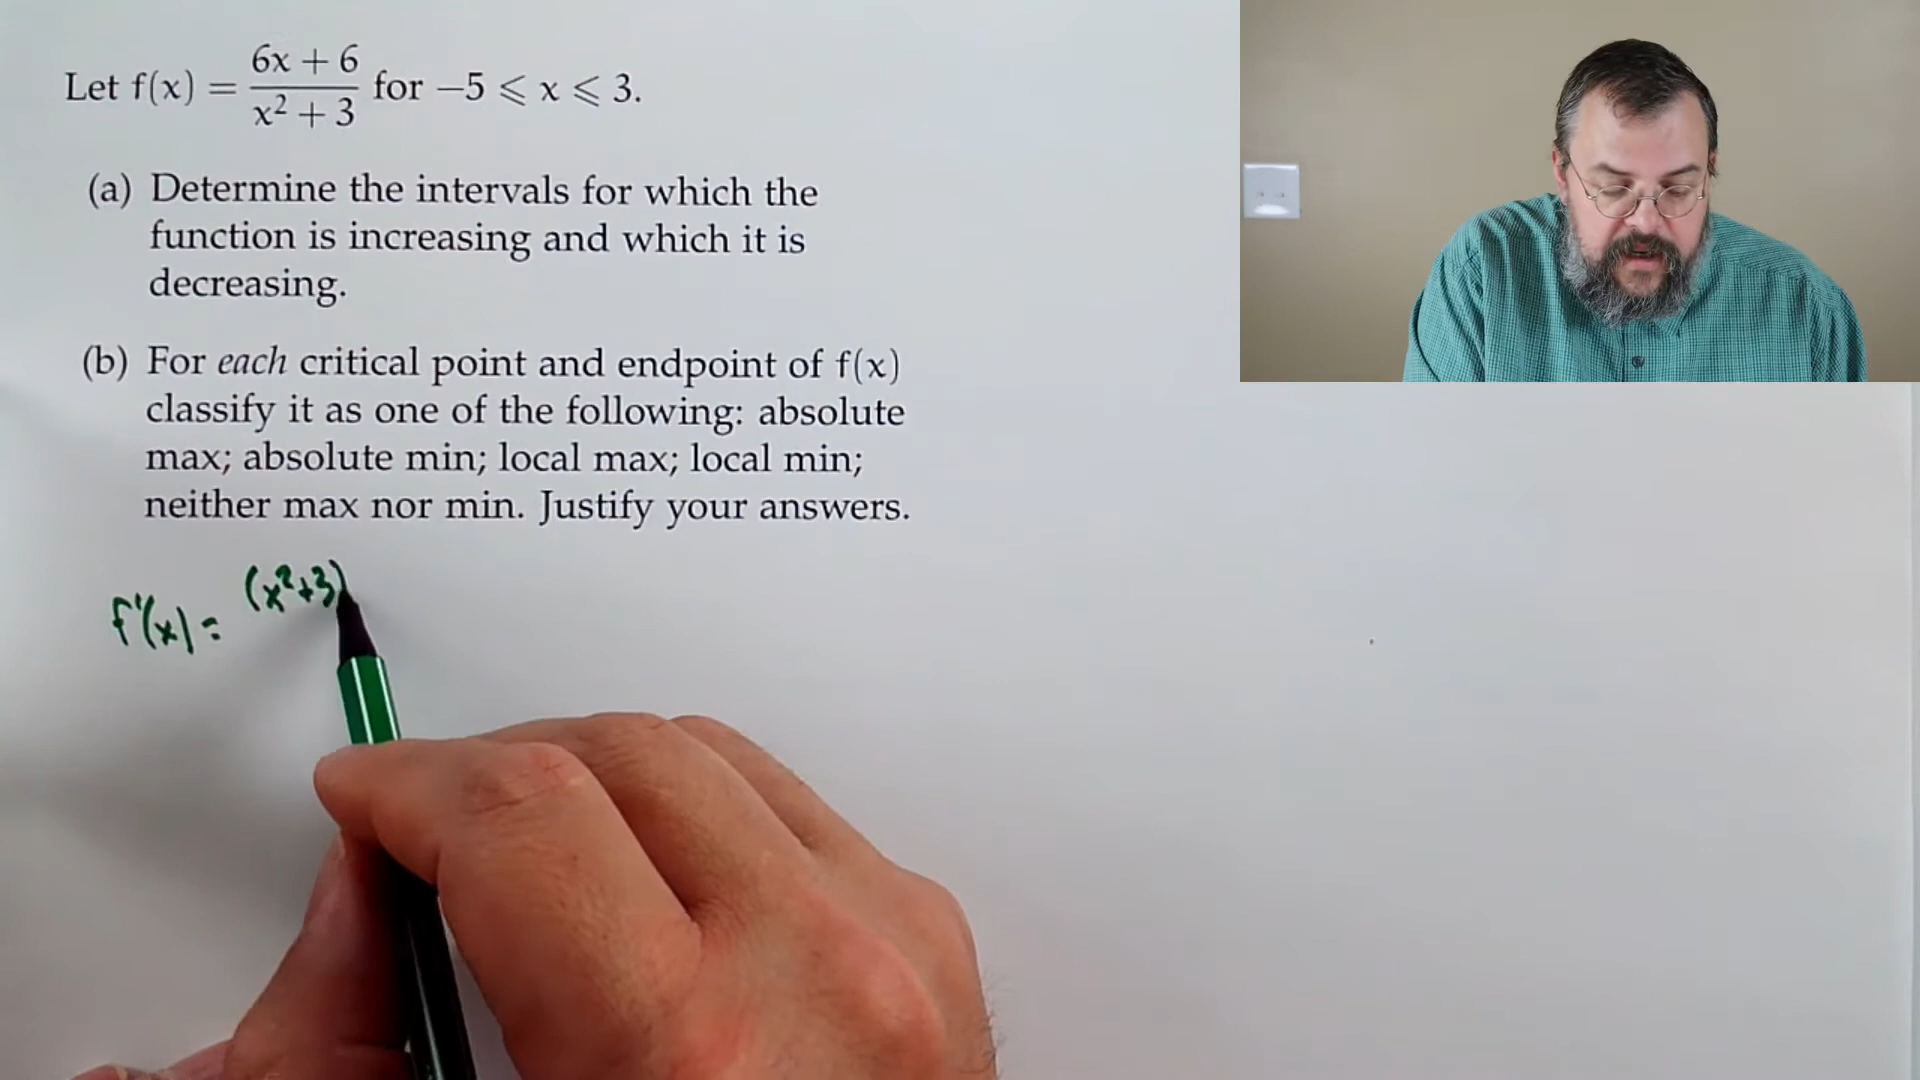 Let f(x) = (6x + 6)/(x² + 3) for −5 ⩽ x ⩽ 3.
(a) Determine the intervals for which the
function is increasing and which it is
decreasing.
(b) For each critical point and endpoint of f(x)
classify it as one of the following: absolute
max; absolute min; local max; local min;
neither max nor min. Justify your answers.
f'(x) = (x²+3)